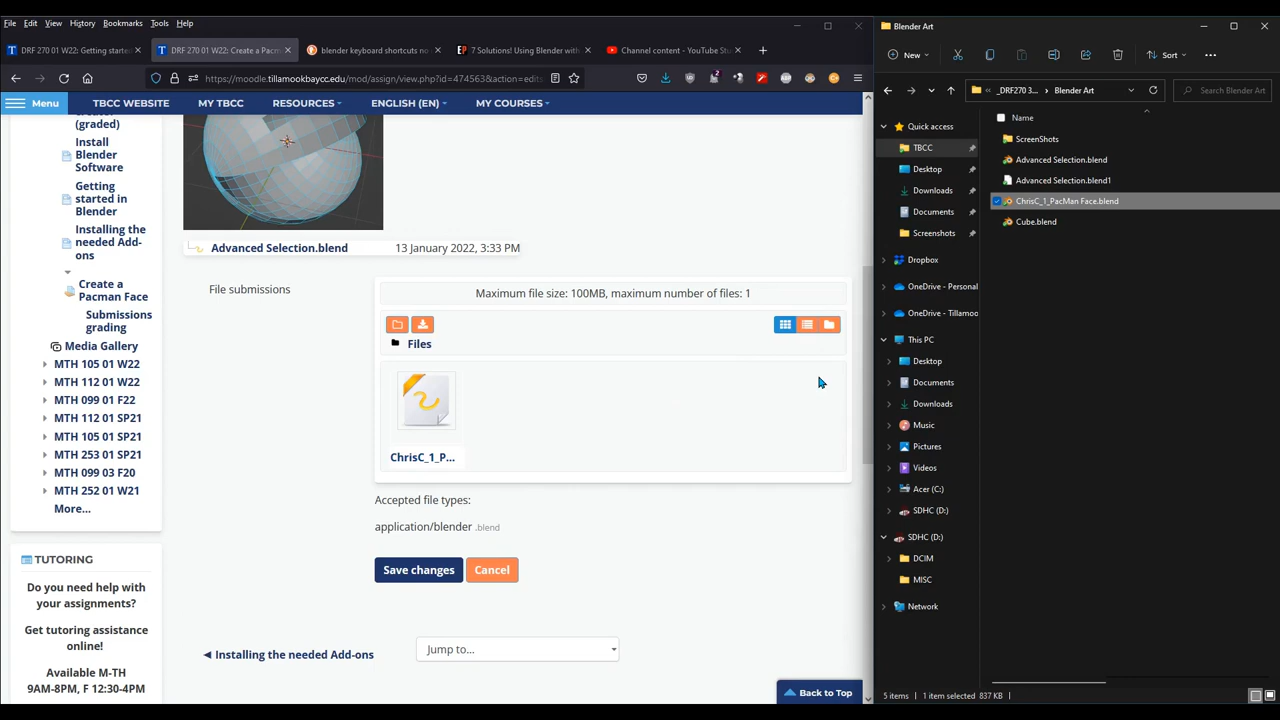 File Edit View History Bookmarks Tools Help
DRF 270 01 W22: Getting starte
DRF 270 01 W22: Create a Pacm
blender keyboard shortcuts no
7 Solutions! Using Blender with
Channel content - YouTube Stu
https://moodle.tillamookbaycc.edu/mod/assign/view.php?id=474563&action=edits
Menu TBCC WEBSITE MY TBCC RESOURCES ENGLISH (EN) MY COURSES
(graded)
Install
Blender
Software
Getting
started in
Blender
Installing the
needed Add-
ons
Create a
Pacman Face
Submissions
grading
Media Gallery
MTH 105 01 W22
MTH 112 01 W22
MTH 099 01 F22
MTH 112 01 SP21
MTH 105 01 SP21
MTH 253 01 SP21
MTH 099 03 F20
MTH 252 01 W21
More...
TUTORING
Do you need help with
your assignments?
Get tutoring assistance
online!
Available M-TH
9AM-8PM, F 12:30-4PM
Advanced Selection.blend 13 January 2022, 3:33 PM
File submissions
Maximum file size: 100MB, maximum number of files: 1
Files
ChrisC_1_P...
Accepted file types:
application/blender .blend
Save changes Cancel
◄ Installing the needed Add-ons
Jump to...
Back to Top
Blender Art
New Sort
_DRF270 3... Blender Art
Search Blender Art
Quick access
TBCC
Desktop
Downloads
Documents
Screenshots
Dropbox
OneDrive - Personal
OneDrive - Tillamoo
This PC
Desktop
Documents
Downloads
Music
Pictures
Videos
Acer (C:)
SDHC (D:)
SDHC (D:)
DCIM
MISC
Network
Name
ScreenShots
Advanced Selection.blend
Advanced Selection.blend1
ChrisC_1_PacMan Face.blend
Cube.blend
5 items 1 item selected 837 KB